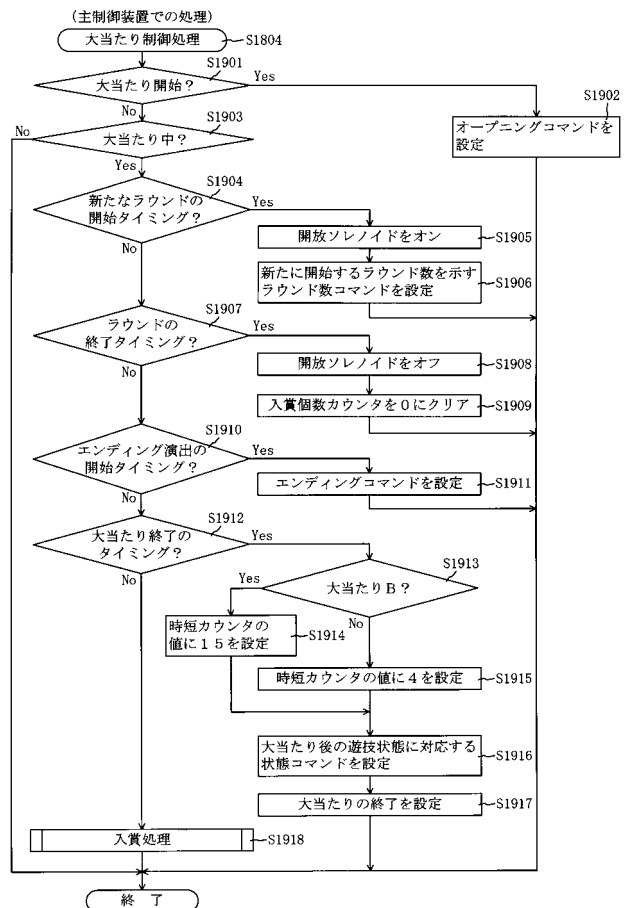 (主制御装置での処理)
大当たり制御処理
S1804
S1901
大当たり開始?
Yes
No
S1902
オープニングコマンドを
設定
S1903
No
大当たり中?
Yes
S1904
新たなラウンドの
開始タイミング?
Yes
No
開放ソレノイドをオン
S1905
新たに開始するラウンド数を示す
ラウンド数コマンドを設定
S1906
S1907
ラウンドの
終了タイミング?
Yes
No
開放ソレノイドをオフ
S1908
入賞個数カウンタを0にクリア
S1909
S1910
エンディング演出の
開始タイミング?
Yes
No
エンディングコマンドを設定
S1911
S1912
大当たり終了の
タイミング?
Yes
No
S1913
大当たりB?
Yes
No
時短カウンタの
値に15を設定
S1914
時短カウンタの値に4を設定
S1915
大当たり後の遊技状態に対応する
状態コマンドを設定
S1916
大当たりの終了を設定
S1917
入賞処理
S1918
終 了